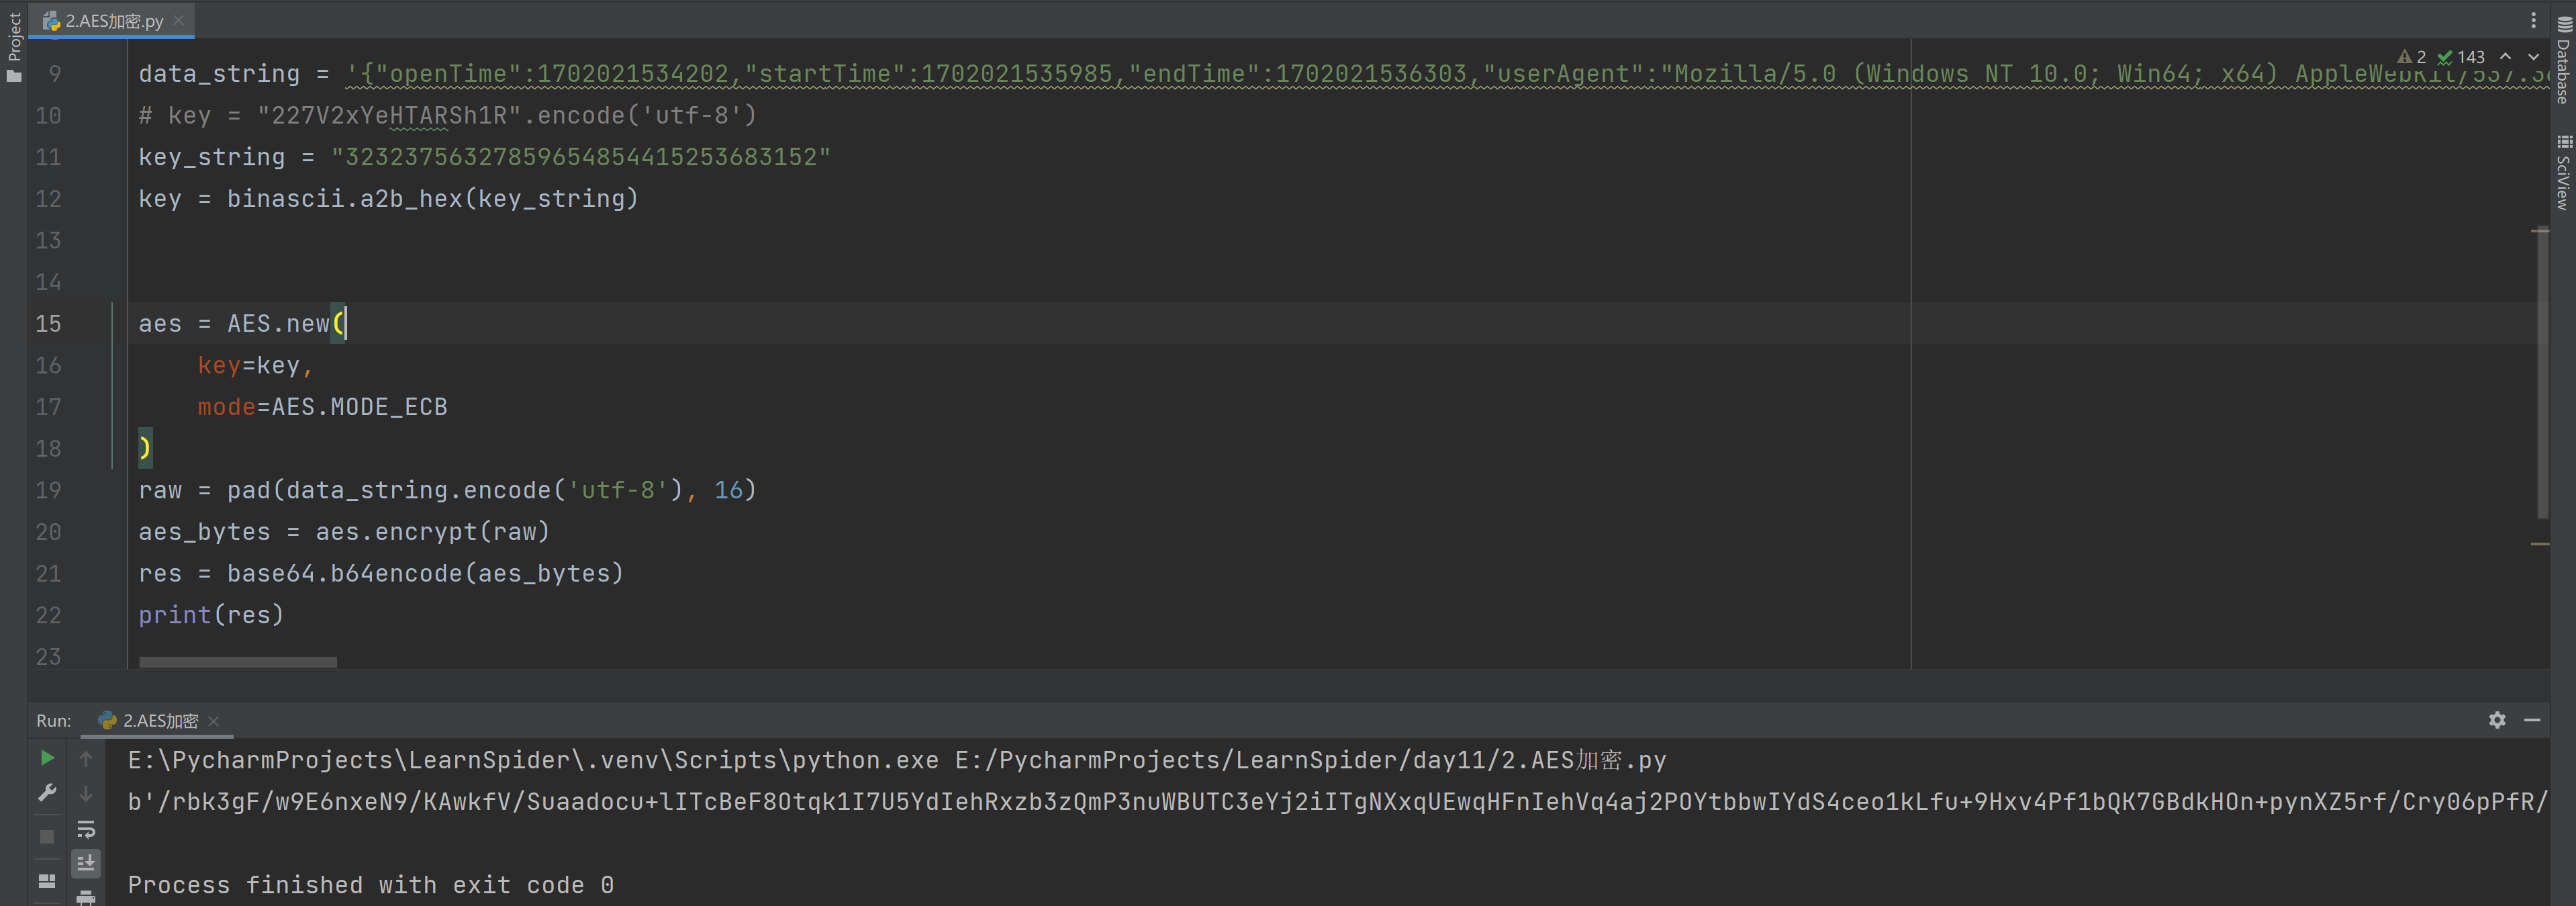 Project
2.AES加密.py
2 143
Database
SciView
9 data_string = '{"openTime":1702021534202,"startTime":1702021535985,"endTime":1702021536303,"userAgent":"Mozilla/5.0 (Windows NT 10.0; Win64; x64) AppleWebKit/537.36
10 # key = "227V2xYeHTARSh1R".encode('utf-8')
11 key_string = "32323756327859654854415253683152"
12 key = binascii.a2b_hex(key_string)
13
14
15 aes = AES.new(
16 key=key,
17 mode=AES.MODE_ECB
18 )
19 raw = pad(data_string.encode('utf-8'), 16)
20 aes_bytes = aes.encrypt(raw)
21 res = base64.b64encode(aes_bytes)
22 print(res)
23
Run: 2.AES加密
E:\PycharmProjects\LearnSpider\.venv\Scripts\python.exe E:/PycharmProjects/LearnSpider/day11/2.AES加密.py
b'/rbk3gF/w9E6nxeN9/KAwkfV/Suaadocu+lITcBeF8Otqk1I7U5YdIehRxzb3zQmP3nuWBUTC3eYj2iITgNXxqUEwqHFnIehVq4aj2POYtbbwIYdS4ceo1kLfu+9Hxv4Pf1bQK7GBdkHOn+pynXZ5rf/Cry06pPfR/
Process finished with exit code 0